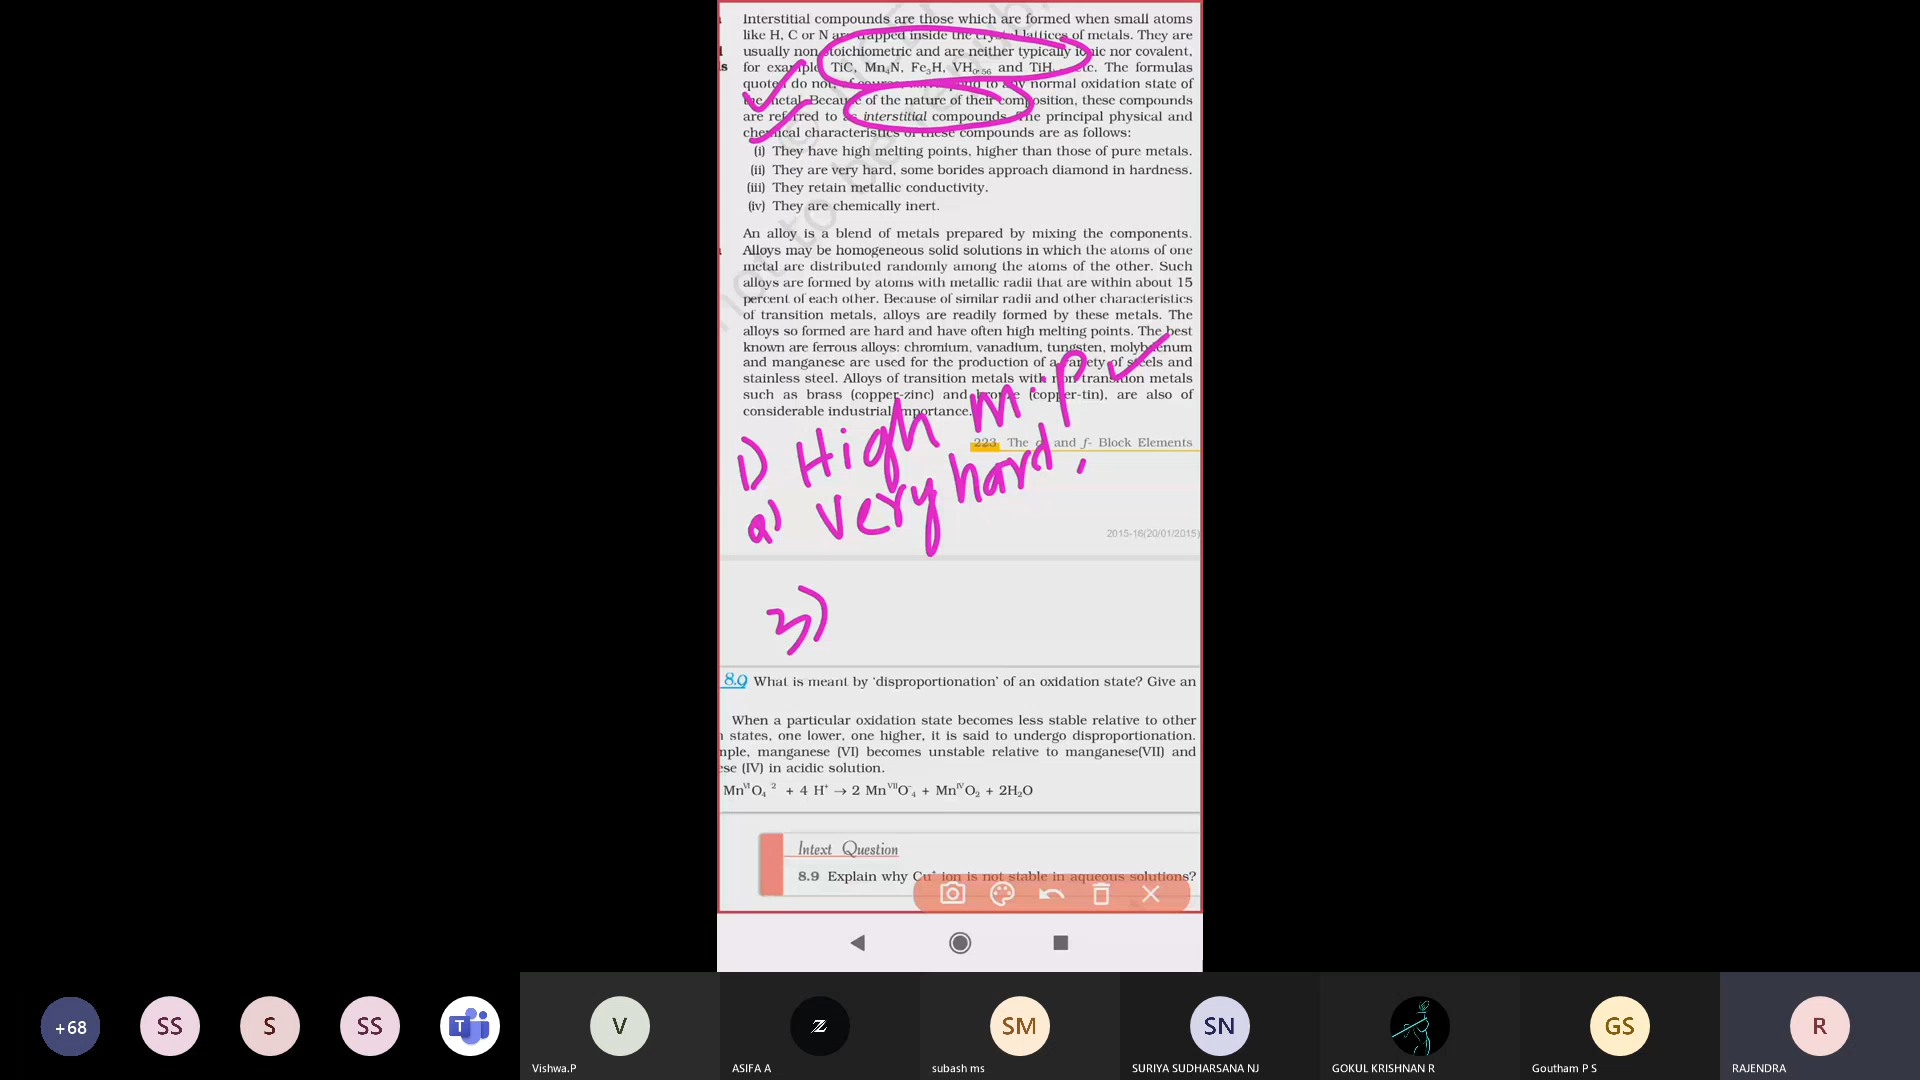 Interstitial compounds are those which are formed when small atoms
like H, C or N are trapped inside the crystal lattices of metals. They are
usually non stoichiometric and are neither typically ionic nor covalent,
for example, TiC, Mn₄N, Fe₃H, VH₀.₅₆ and TiH etc. The formulas
quoted do not, of course, correspond to any normal oxidation state of
the metal. Because of the nature of their composition, these compounds
are referred to as interstitial compounds. The principal physical and
chemical characteristics of these compounds are as follows:
(i) They have high melting points, higher than those of pure metals.
(ii) They are very hard, some borides approach diamond in hardness.
(iii) They retain metallic conductivity.
(iv) They are chemically inert.
An alloy is a blend of metals prepared by mixing the components.
Alloys may be homogeneous solid solutions in which the atoms of one
metal are distributed randomly among the atoms of the other. Such
alloys are formed by atoms with metallic radii that are within about 15
percent of each other. Because of similar radii and other characteristics
of transition metals, alloys are readily formed by these metals. The
alloys so formed are hard and have often high melting points. The best
known are ferrous alloys: chromium, vanadium, tungsten, molybdenum
and manganese are used for the production of a variety of steels and
stainless steel. Alloys of transition metals with non transition metals
such as brass (copper-zinc) and bronze (copper-tin), are also of
considerable industrial importance.
1) High m.p
223 The d- and f- Block Elements
2) very hard.
2015-16(20/01/2015)
3)
What is meant by ‘disproportionation’ of an oxidation state? Give an
When a particular oxidation state becomes less stable relative to other
states, one lower, one higher, it is said to undergo disproportionation.
mple, manganese (VI) becomes unstable relative to manganese(VII) and
ese (IV) in acidic solution.
Mn^VI O₄ ² + 4 H⁺ → 2 Mn^VII O⁻₄ + Mn^IV O₂ + 2H₂O
Intext Question
8.9 Explain why Cu⁺ ion is not stable in aqueous solutions?
+68 SS S SS T V Z SM SN GS R
Vishwa.P ASIFA A subash ms SURIYA SUDHARSANA NJ GOKUL KRISHNAN R Goutham P S RAJENDRA